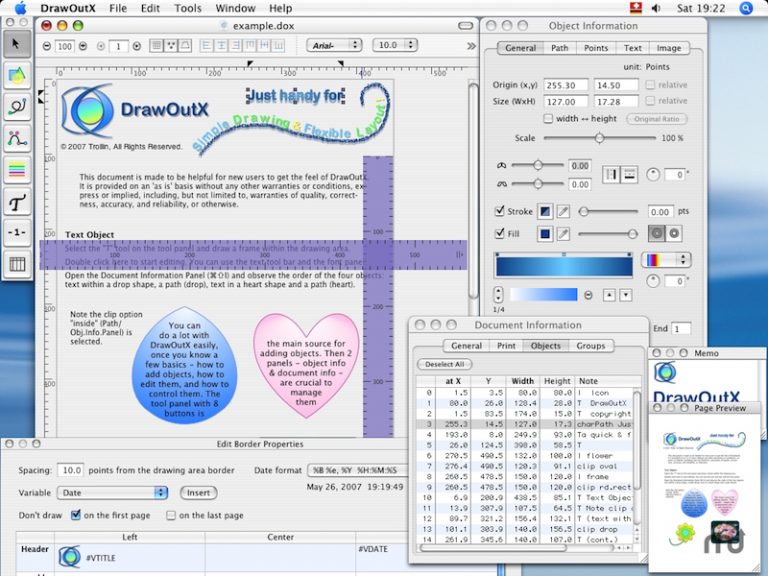 DrawOutX File Edit Tools Window Help Sat 19:22
example.dox
100 1 Arial- 10.0
0 100 200 300 400 500
DrawOutX
Just handy for
Simple Drawing & Flexible Layout!
© 2007 Trollin, All Rights Reserved.
This document is made to be helpful for new users to get the feel of DrawOutX.
It is provided on an 'as is' basis without any other warranties or conditions, ex-
press or implied, including, but not limited to, warranties of quality, correct-
ness, accuracy, and reliability, or otherwise.
Text Object
Select the "T" tool on the tool panel and draw a frame within the drawing area.
Double click here to start editing. You can use the text tool bar and the font panel.
Open the Document Information Panel (⌘⇧I) and observe the order of the four objects:
text within a drop shape, a path (drop), text in a heart shape and a path (heart).
Note the clip option
"inside" (Path/
Obj.Info.Panel) is
selected.
You can
do a lot with
DrawOutX easily,
once you know a
few basics - how to
add objects, how to
edit them, and how to
control them. The
tool panel with 8
buttons is
the main source for
adding objects. Then 2
panels - object info
& document info -
are crucial to
manage
them
Object Information
General Path Points Text Image
unit: Points
Origin (x,y) 255.30 14.50 relative
Size (WxH) 127.00 17.28 relative
width ↔ height Original Ratio
Scale 100 %
0.00
0.00
0 °
Stroke 0.00 pts
Fill
0 °
1/4
End 1
Document Information
General Print Objects Groups
Deselect All
at X Y Width Height Note
0 1.5 3.5 80.0 80.0 I Icon
1 80.0 26.0 128.4 28.0 T DrawOutX
2 1.5 83.5 174.0 15.0 T copyright
3 255.3 14.5 127.0 17.3 charPath Jus
4 193.0 8.0 249.9 93.0 Ta quick & f
5 26.0 124.5 398.0 58.5 T
6 270.5 490.5 132.0 100.0 I flower
7 276.4 490.5 120.3 91.1 clip oval
8 260.5 478.5 150.0 120.0 I frame
9 260.5 478.5 150.0 120.0 clip rd.rect
10 6.9 200.9 438.5 85.1 T Text Object
11 13.9 307.9 107.5 64.5 T Note clip o
12 89.7 321.2 156.4 132.1 T (text with
13 101.1 303.9 140.0 156.5 clip drop
14 261.9 345.6 140.0 111.5 T (cont.)
Memo
Page Preview
Edit Border Properties
Spacing: 10.0 points from the drawing area border Date format %B %e, %Y %H:%M:%S
Variable Date Insert May 26, 2007 19:19:49
Don't draw on the first page on the last page
Left Center
Header #VTITLE #VDATE